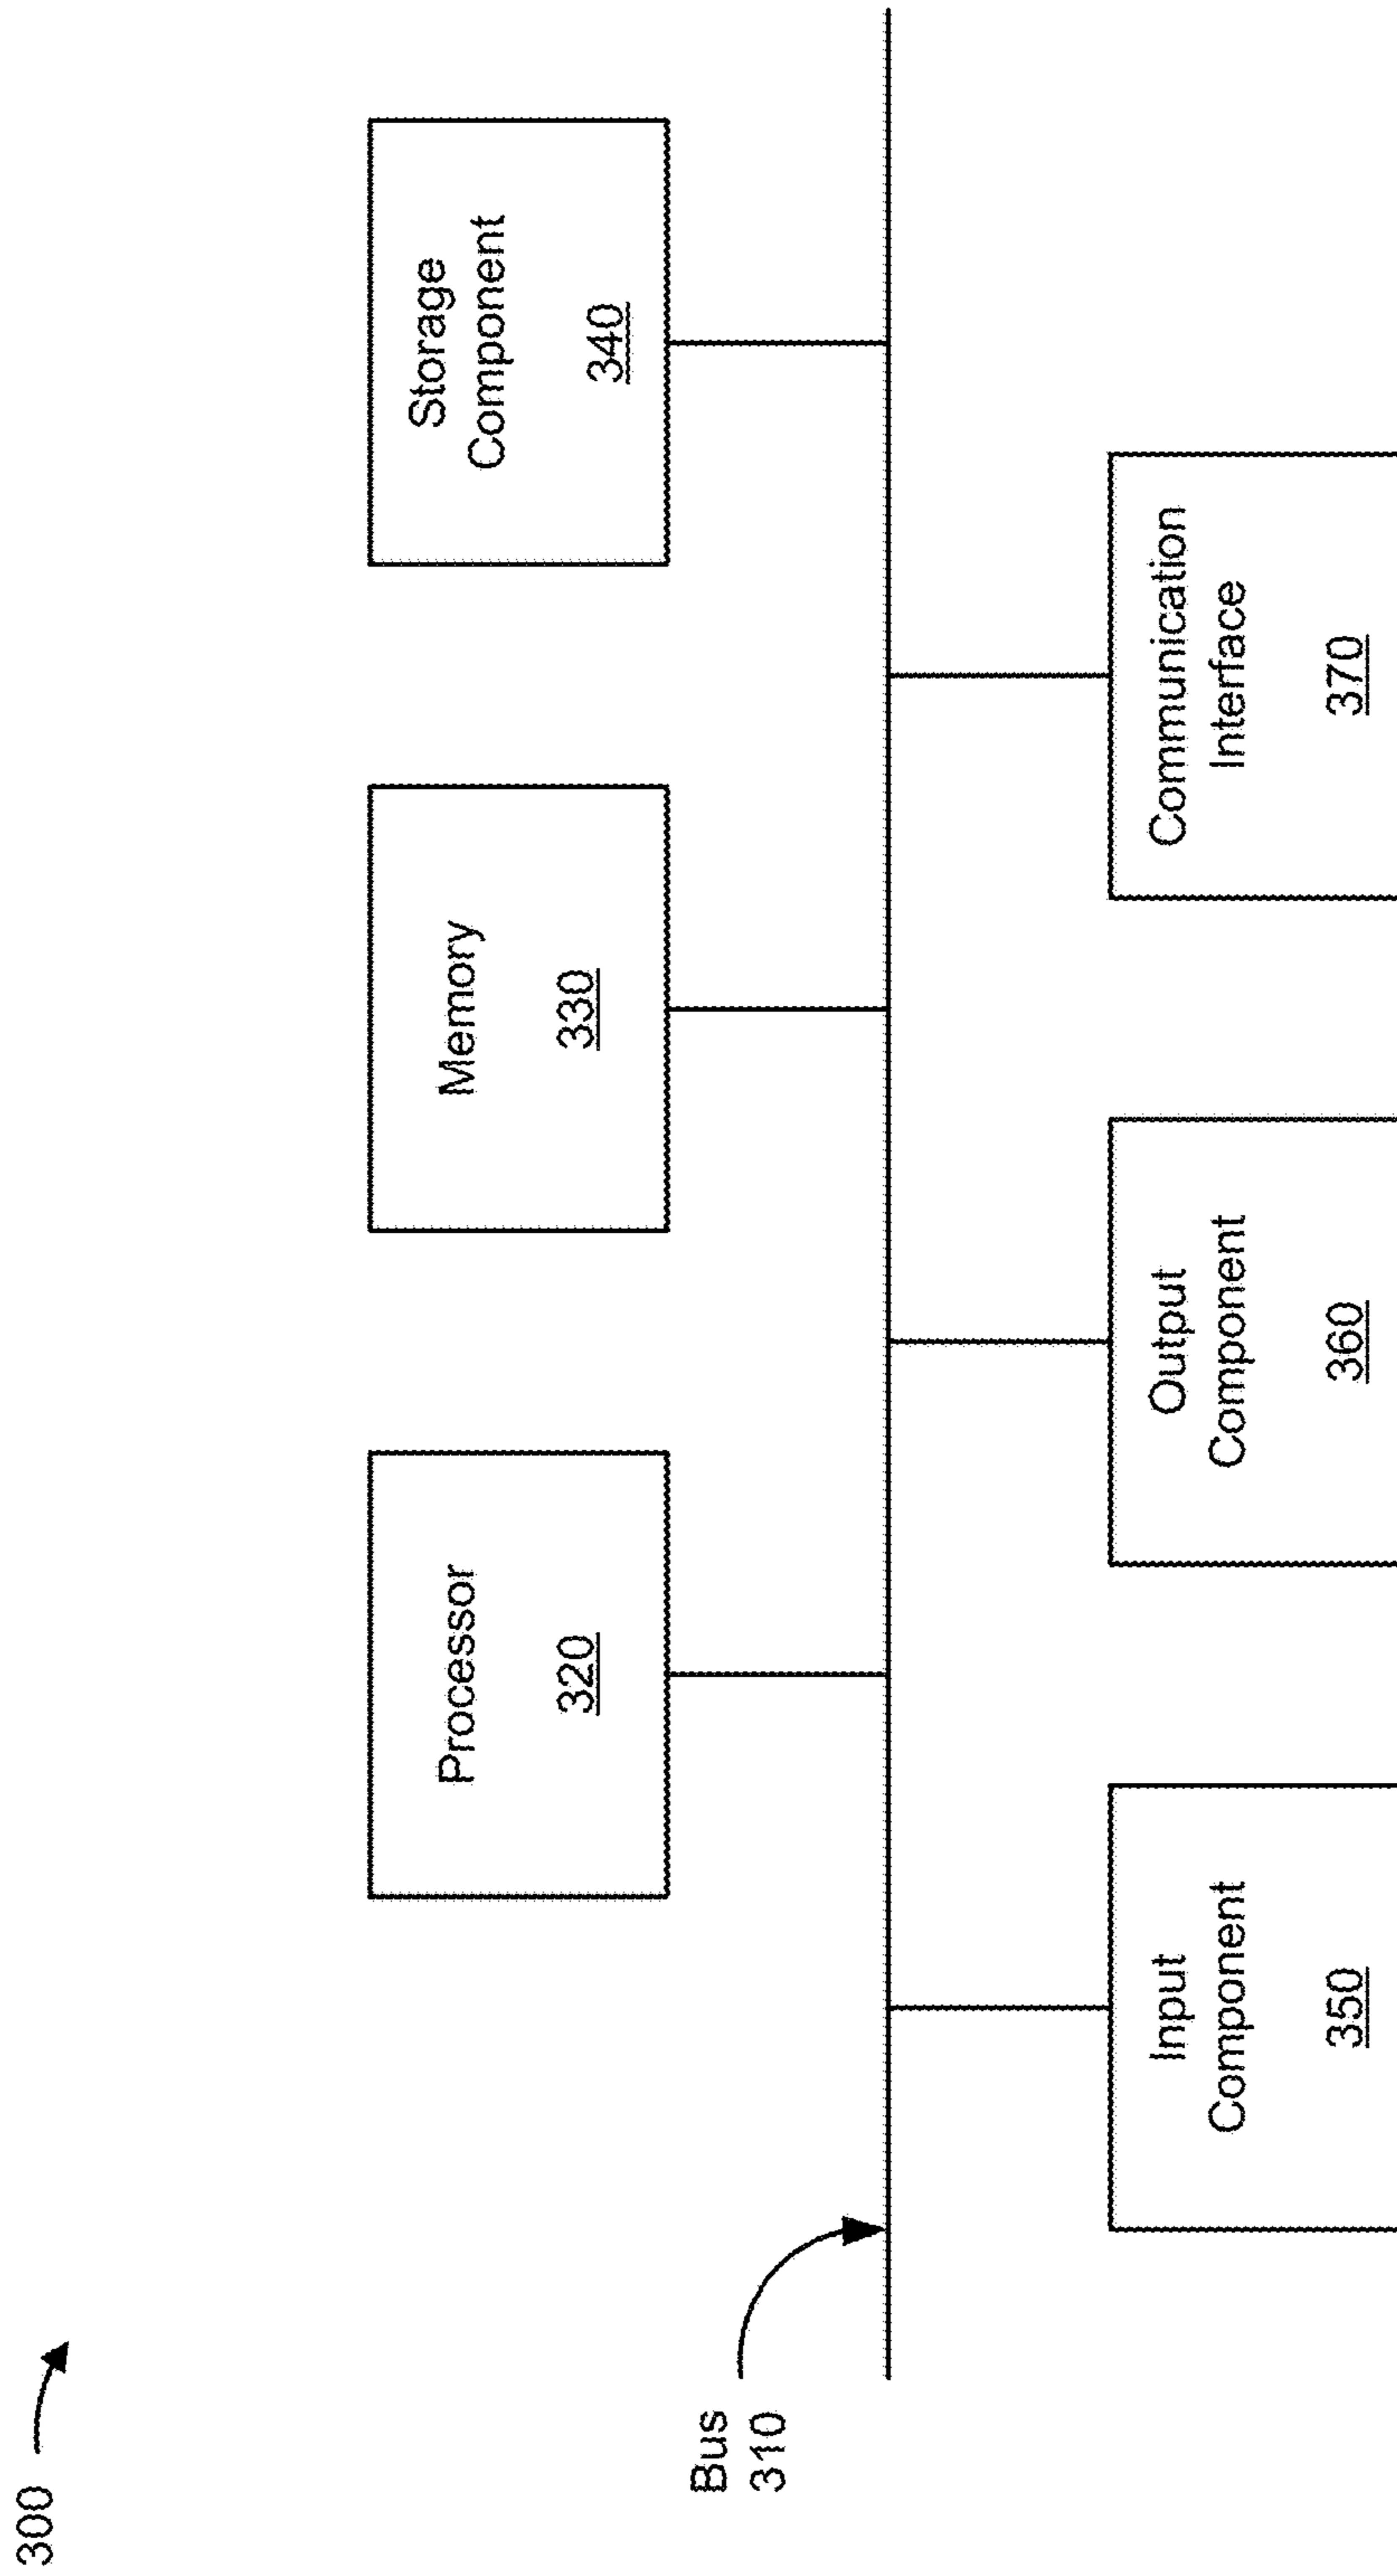 300
Bus
310
Processor
320
Memory
330
Storage
Component
340
Input
Component
350
Output
Component
360
Communication
Interface
370